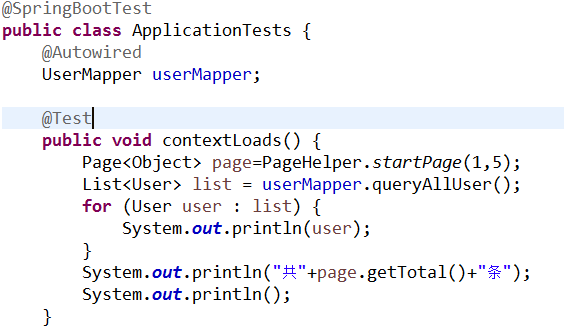 @SpringBootTest
public class ApplicationTests {
    @Autowired
    UserMapper userMapper;

    @Test
    public void contextLoads() {
        Page<Object> page=PageHelper.startPage(1,5);
        List<User> list = userMapper.queryAllUser();
        for (User user : list) {
            System.out.println(user);
        }
        System.out.println("共"+page.getTotal()+"条");
        System.out.println();
    }